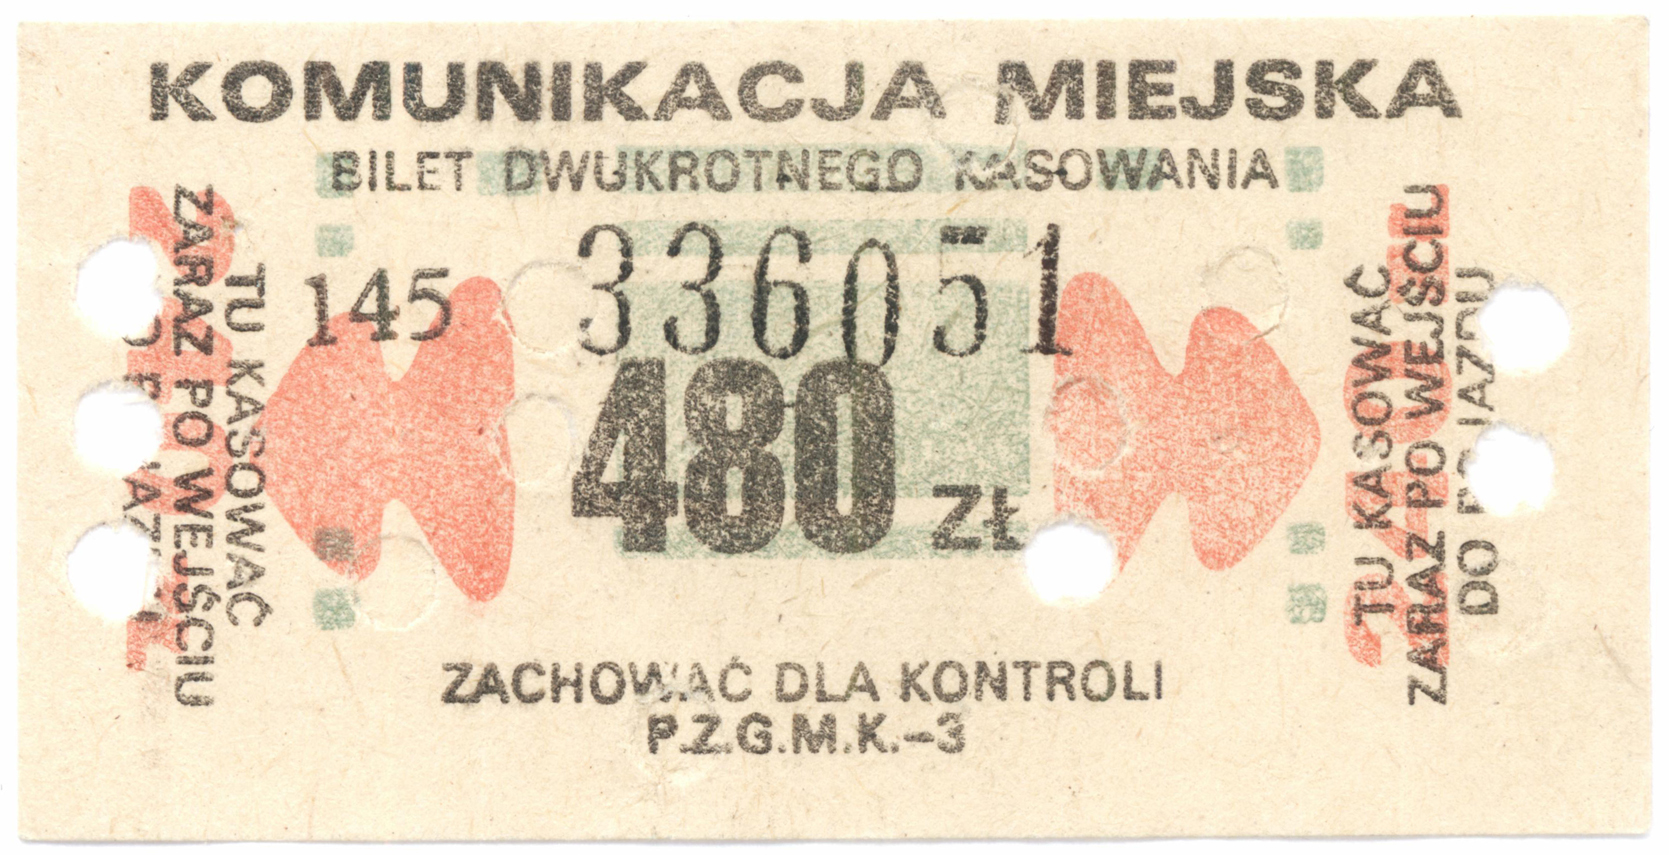 KOMUNIKACJA MIEJSKA
BILET DWUKROTNEGO KASOWANIA
145 336051
480 ZŁ
TU KASOWAĆ
ZARAZ PO WEJŚCIU
TU KASOWAĆ
ZARAZ PO WEJŚCIU
DO POJAZDU
ZACHOWAĆ DLA KONTROLI
P.Z.G.M.K.-3